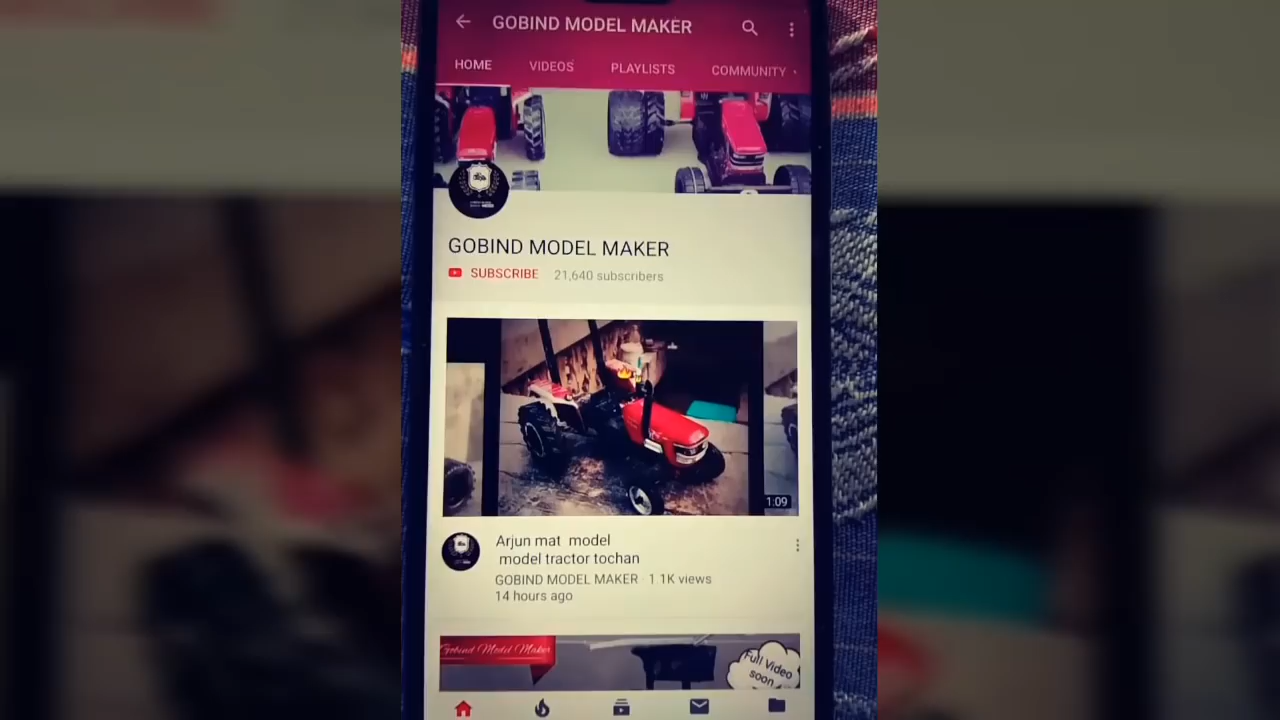 GOBIND MODEL MAKER
HOME VIDEOS PLAYLISTS COMMUNITY
GOBIND MODEL MAKER
SUBSCRIBE 21,640 subscribers
1:09
Arjun mat model
model tractor tochan
GOBIND MODEL MAKER · 1.1K views
14 hours ago
Gobind Model Maker
Full Video
soon